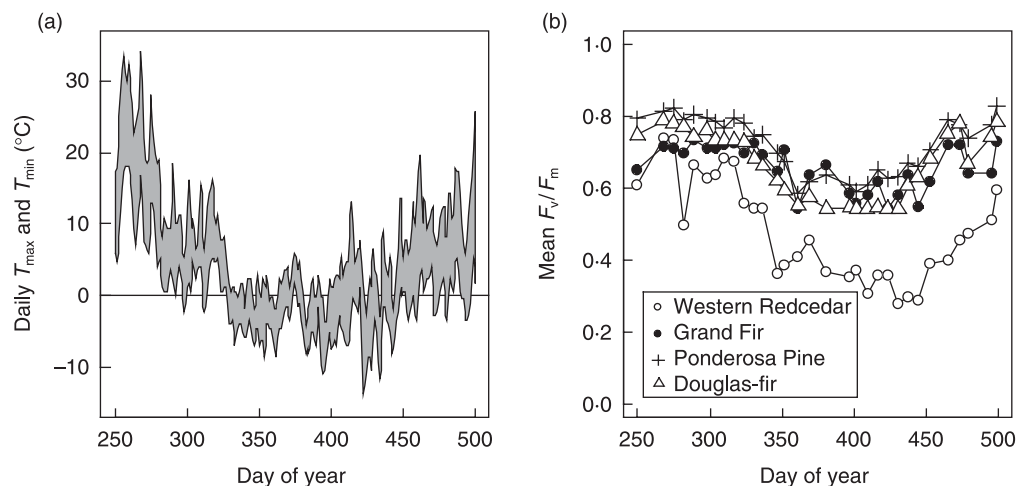 (a)
30
20
10
0
−10
Daily Tmax and Tmin (°C)
250 300 350 400 450 500
Day of year
(b)
1·0
0·8
0·6
0·4
0·2
0·0
Mean Fv/Fm
Western Redcedar
Grand Fir
Ponderosa Pine
Douglas-fir
250 300 350 400 450 500
Day of year